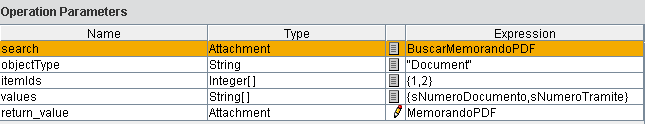 Operation Parameters
Name Type Expression
search Attachment BuscarMemorandoPDF
objectType String "Document"
itemIds Integer[] {1,2}
values String[] {sNumeroDocumento,sNumeroTramite}
return_value Attachment MemorandoPDF